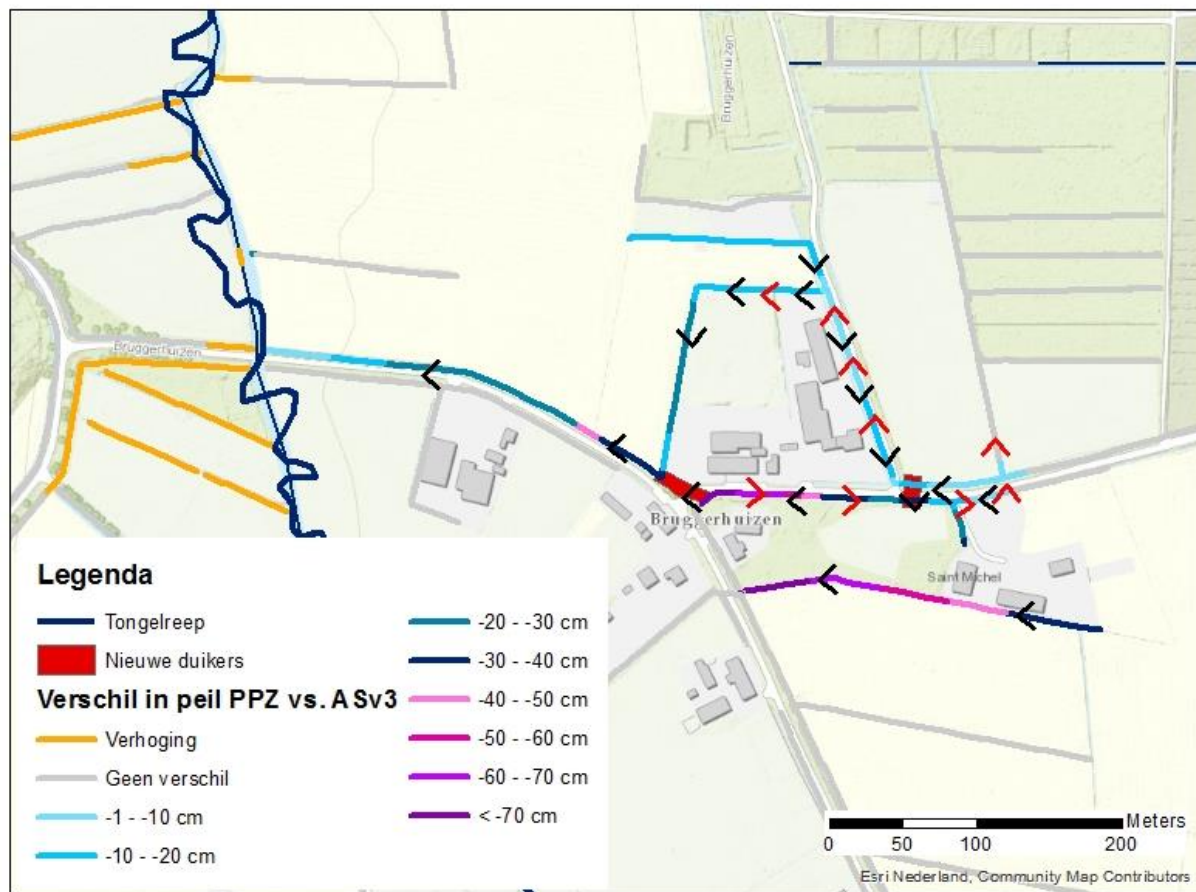 Bruggerhuizen
Bruggerhuizen
Bruggerhuizen
Saint Michel
Legenda
Tongelreep
Nieuwe duikers
Verschil in peil PPZ vs. ASv3
Verhoging
Geen verschil
-1 - -10 cm
-10 - -20 cm
-20 - -30 cm
-30 - -40 cm
-40 - -50 cm
-50 - -60 cm
-60 - -70 cm
< -70 cm
Meters
0 50 100 200
Esri Nederland, Community Map Contributors